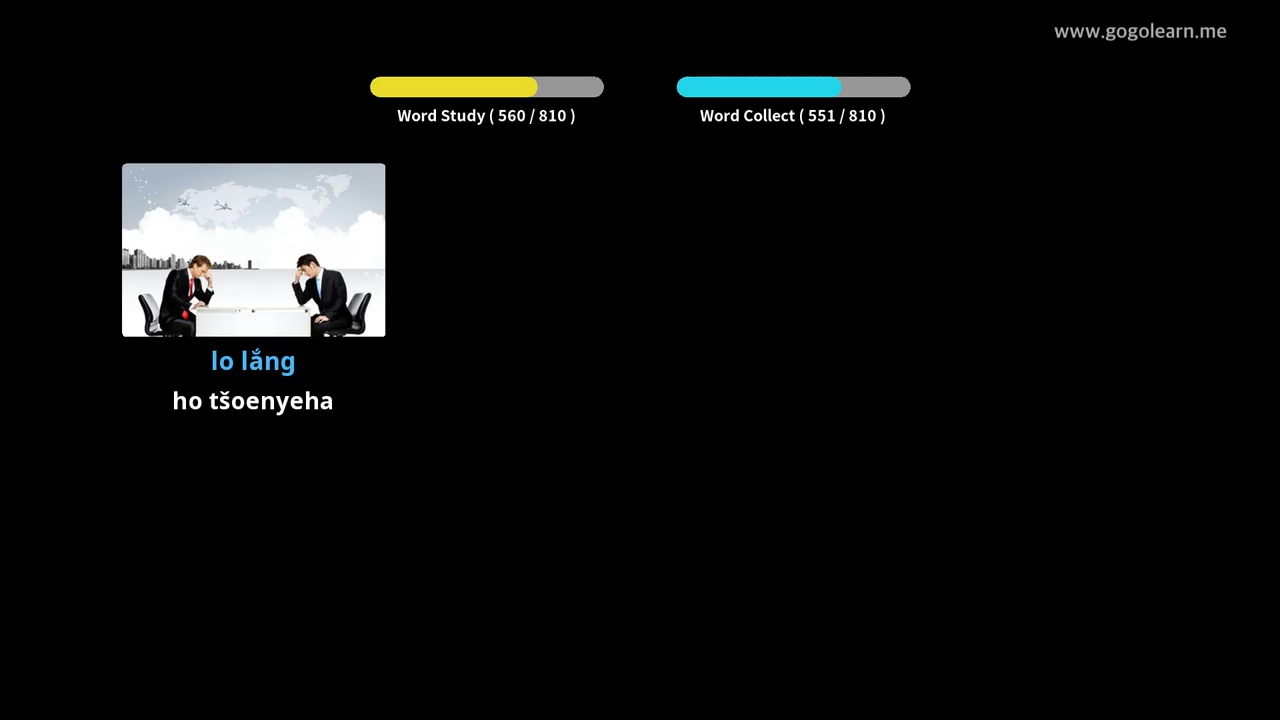 www.gogolearn.me
Word Study ( 560 / 810 )
Word Collect ( 551 / 810 )
lo lắng
ho tšoenyeha